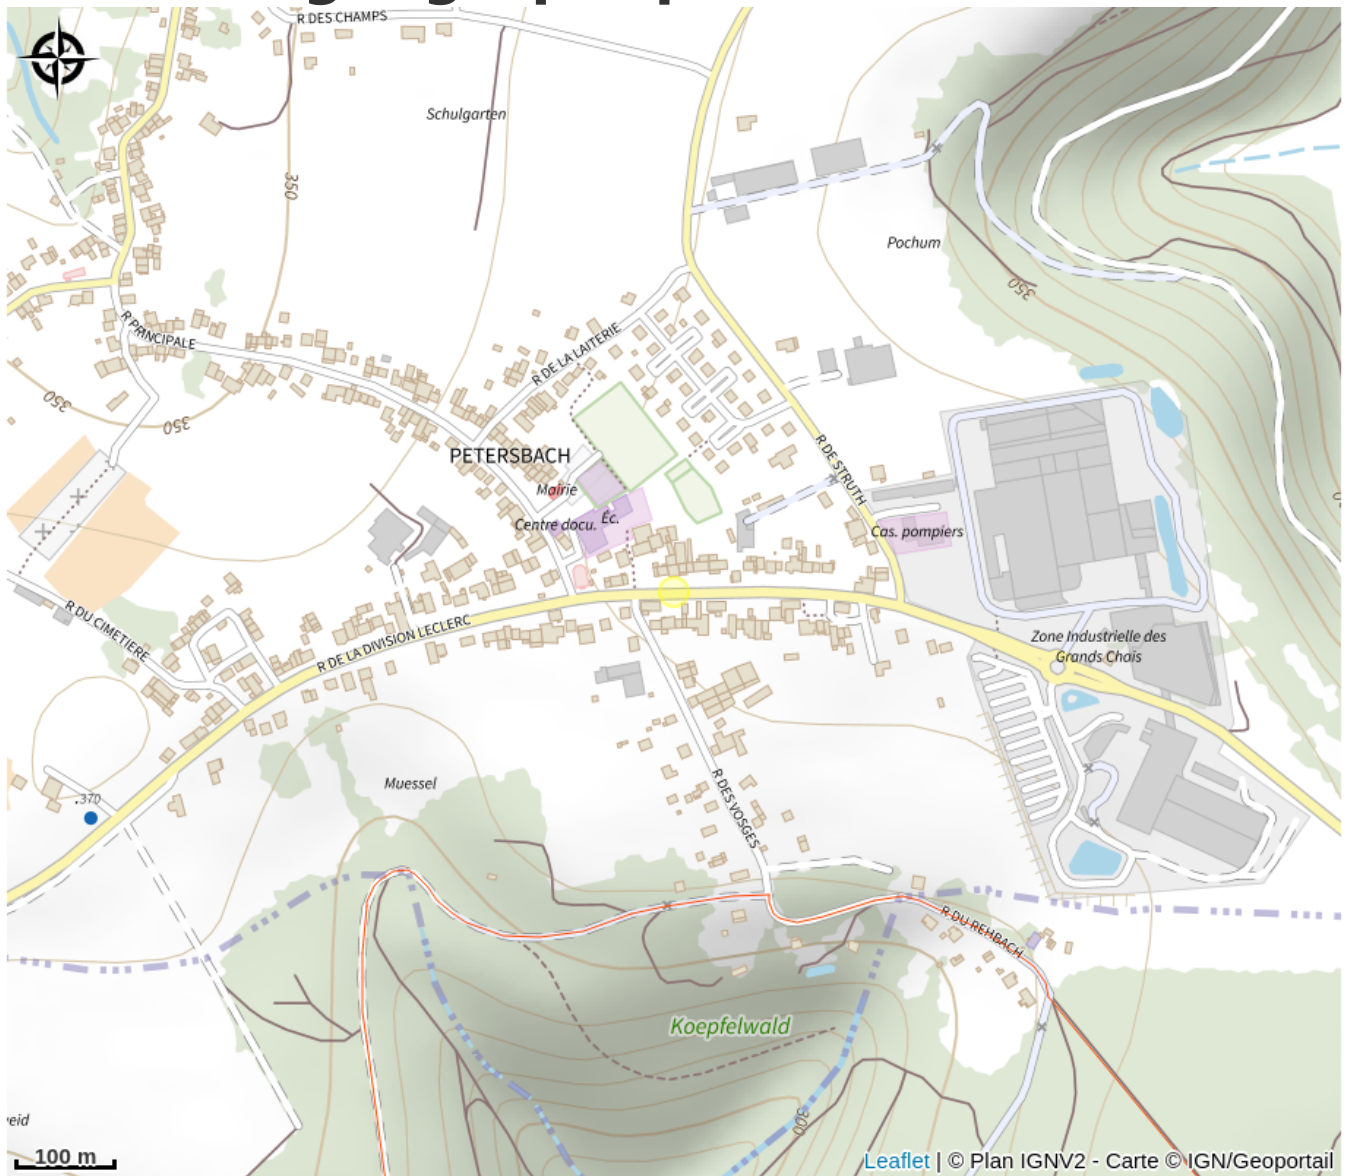 R DES CHAMPS
Schulgarten
350
Pochum
350
R PRINCIPALE
R DE LA LAITERIE
350
350
PETERSBACH
R DE STRUTH
Mairie
Centre docu.
Éc.
Cas. pompiers
R DU CIMETIERE
R DE LA DIVISION LECLERC
Zone Industrielle des
Grands Chais
Muessel
.370
R DES VOSGES
R DU REHBACH
Koepfelwald
300
eid
100 m
Leaflet | © Plan IGNV2 - Carte © IGN/Geoportail